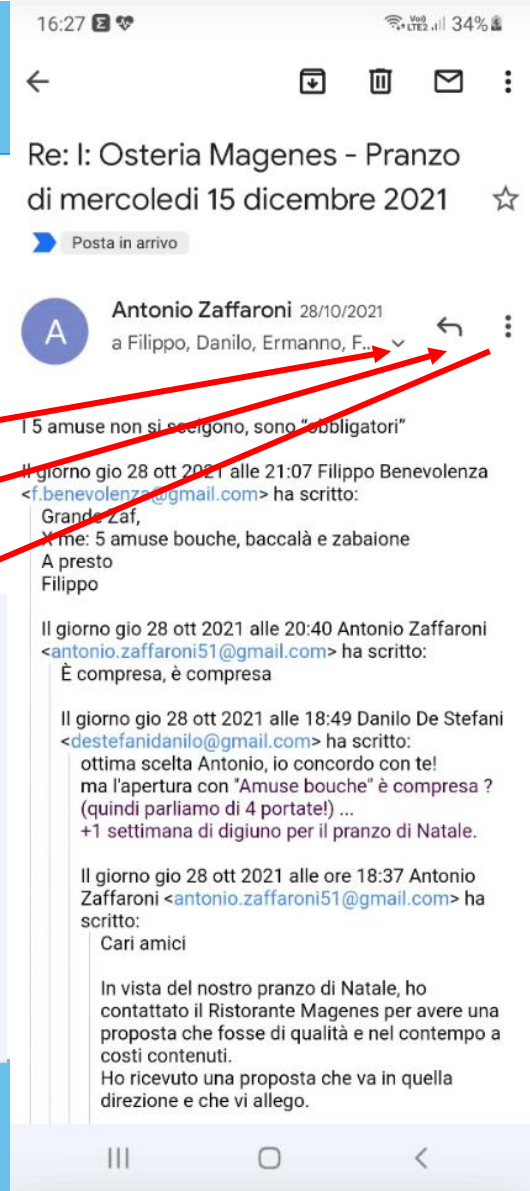 16:27
LTE2 34%
Re: I: Osteria Magenes - Pranzo
di mercoledi 15 dicembre 2021
Posta in arrivo
A
Antonio Zaffaroni 28/10/2021
a Filippo, Danilo, Ermanno, F...
I 5 amuse non si scelgono, sono "obbligatori"
Il giorno gio 28 ott 2021 alle 21:07 Filippo Benevolenza
<f.benevolenza@gmail.com> ha scritto:
Grande Zaf,
X me: 5 amuse bouche, baccalà e zabaione
A presto
Filippo
Il giorno gio 28 ott 2021 alle 20:40 Antonio Zaffaroni
<antonio.zaffaroni51@gmail.com> ha scritto:
È compresa, è compresa
Il giorno gio 28 ott 2021 alle 18:49 Danilo De Stefani
<destefanidanilo@gmail.com> ha scritto:
ottima scelta Antonio, io concordo con te!
ma l'apertura con "Amuse bouche" è compresa ?
(quindi parliamo di 4 portate!) ...
+1 settimana di digiuno per il pranzo di Natale.
Il giorno gio 28 ott 2021 alle ore 18:37 Antonio
Zaffaroni <antonio.zaffaroni51@gmail.com> ha
scritto:
Cari amici
In vista del nostro pranzo di Natale, ho
contattato il Ristorante Magenes per avere una
proposta che fosse di qualità e nel contempo a
costi contenuti.
Ho ricevuto una proposta che va in quella
direzione e che vi allego.